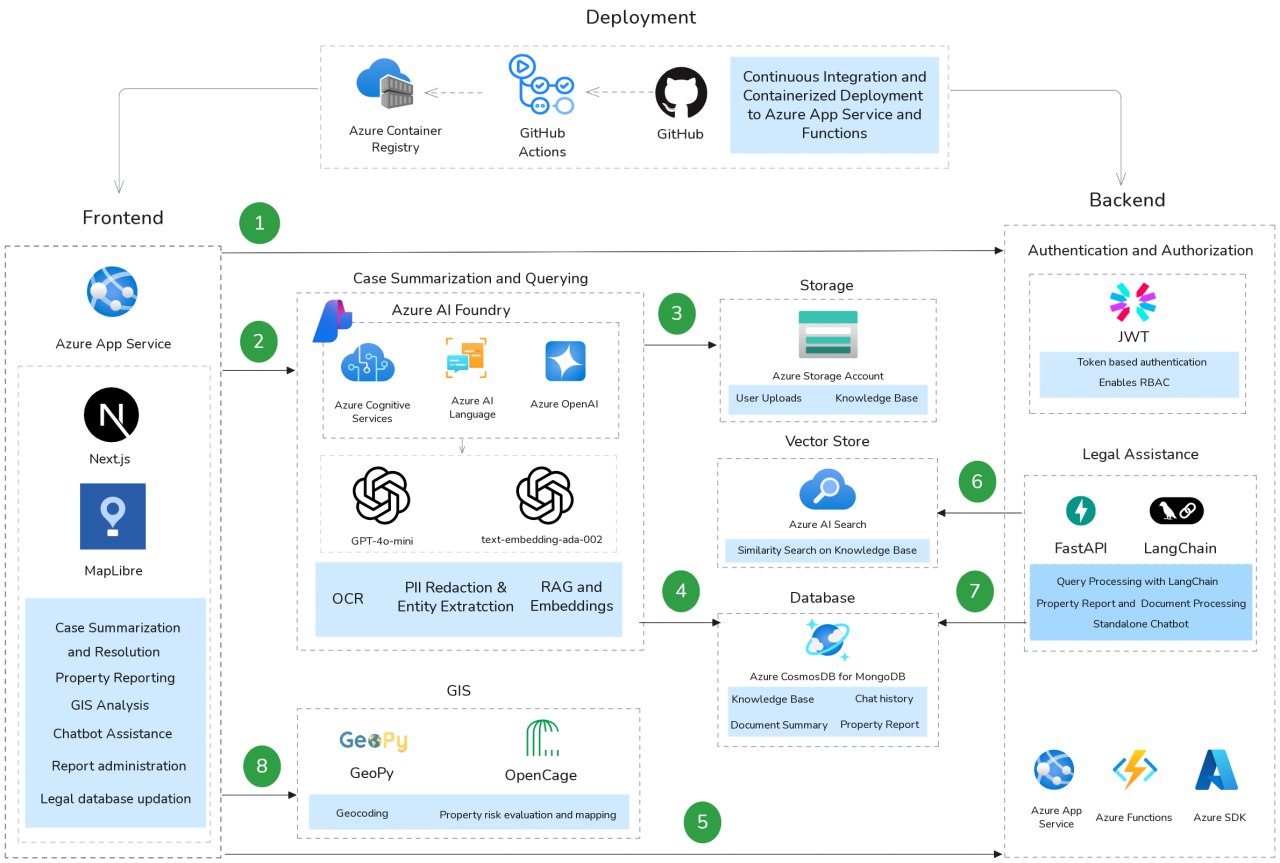 Deployment
Azure Container
Registry
GitHub
Actions
GitHub
Continuous Integration and
Containerized Deployment
to Azure App Service and
Functions
Frontend
Azure App Service
N
Next.js
MapLibre
Case Summarization
and Resolution
Property Reporting
GIS Analysis
Chatbot Assistance
Report administration
Legal database updation
1
2
3
4
5
6
7
8
Case Summarization and Querying
Azure AI Foundry
Azure Cognitive
Services
Azure AI
Language
Azure OpenAI
GPT-4o-mini
text-embedding-ada-002
OCR
PII Redaction &
Entity Extratction
RAG and
Embeddings
GIS
GeoPy
GeoPy
OpenCage
Geocoding
Property risk evaluation and mapping
Storage
Azure Storage Account
User Uploads
Knowledge Base
Vector Store
Azure AI Search
Similarity Search on Knowledge Base
Database
Azure CosmosDB for MongoDB
Knowledge Base
Chat history
Document Summary
Property Report
Backend
Authentication and Authorization
JWT
Token based authentication
Enables RBAC
Legal Assistance
FastAPI
LangChain
Query Processing with LangChain
Property Report and Document Processing
Standalone Chatbot
Azure App
Service
Azure Functions
Azure SDK